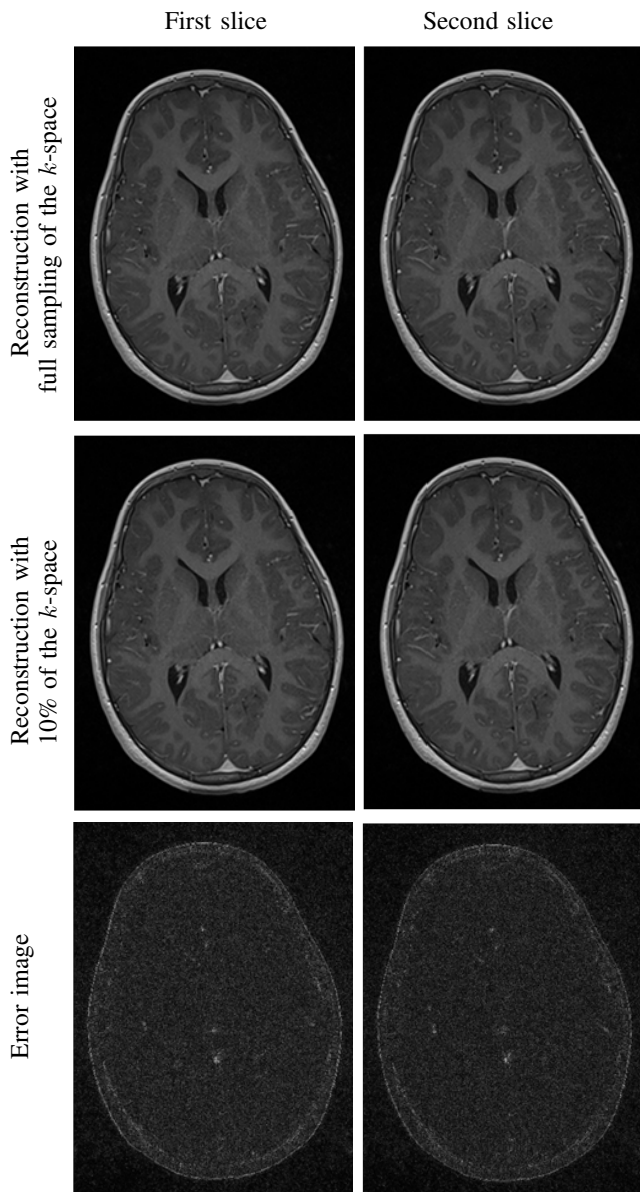 First slice
Second slice
Reconstruction with
full sampling of the k-space
Reconstruction with
10% of the k-space
Error image